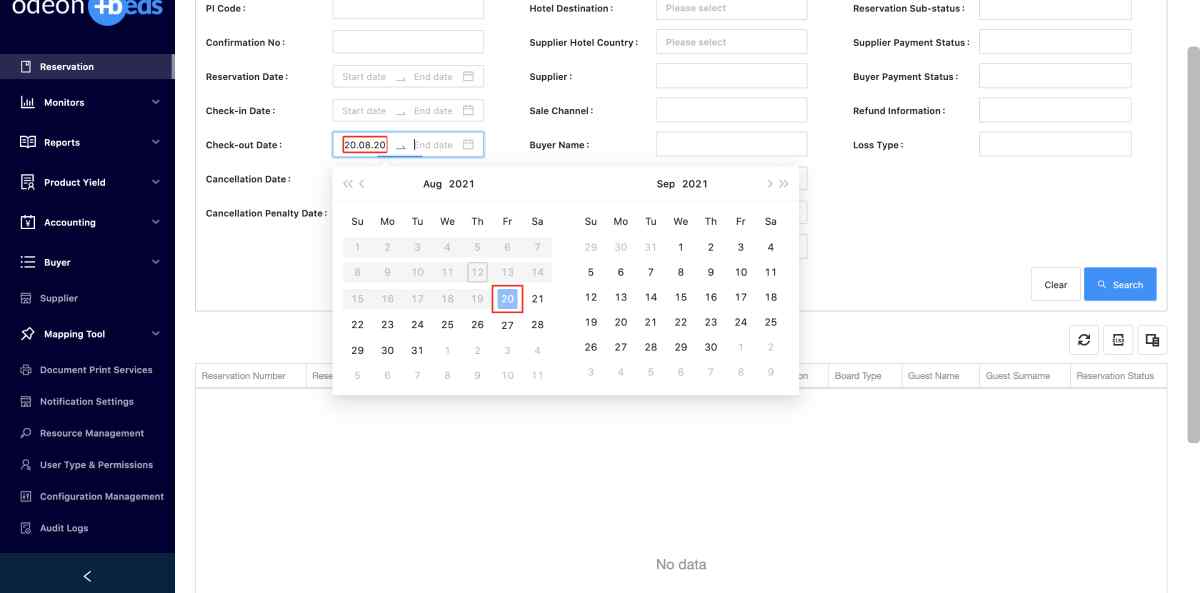 odeon +beds
Reservation
Monitors
Reports
Product Yield
Accounting
Buyer
Supplier
Mapping Tool
Document Print Services
Notification Settings
Resource Management
User Type & Permissions
Configuration Management
Audit Logs
PI Code :
Hotel Destination : Please select
Reservation Sub-status :
Confirmation No :
Supplier Hotel Country : Please select
Supplier Payment Status :
Reservation Date : Start date End date
Supplier :
Buyer Payment Status :
Check-in Date : Start date End date
Sale Channel :
Refund Information :
Check-out Date : 20.08.20 End date
Buyer Name :
Loss Type :
Cancellation Date :
Cancellation Penalty Date :
Aug 2021
Su Mo Tu We Th Fr Sa
1 2 3 4 5 6 7
8 9 10 11 12 13 14
15 16 17 18 19 20 21
22 23 24 25 26 27 28
29 30 31 1 2 3 4
5 6 7 8 9 10 11
Sep 2021
Su Mo Tu We Th Fr Sa
29 30 31 1 2 3 4
5 6 7 8 9 10 11
12 13 14 15 16 17 18
19 20 21 22 23 24 25
26 27 28 29 30 1 2
3 4 5 6 7 8 9
Clear Search
Reservation Number Rese on Board Type Guest Name Guest Surname Reservation Status
No data